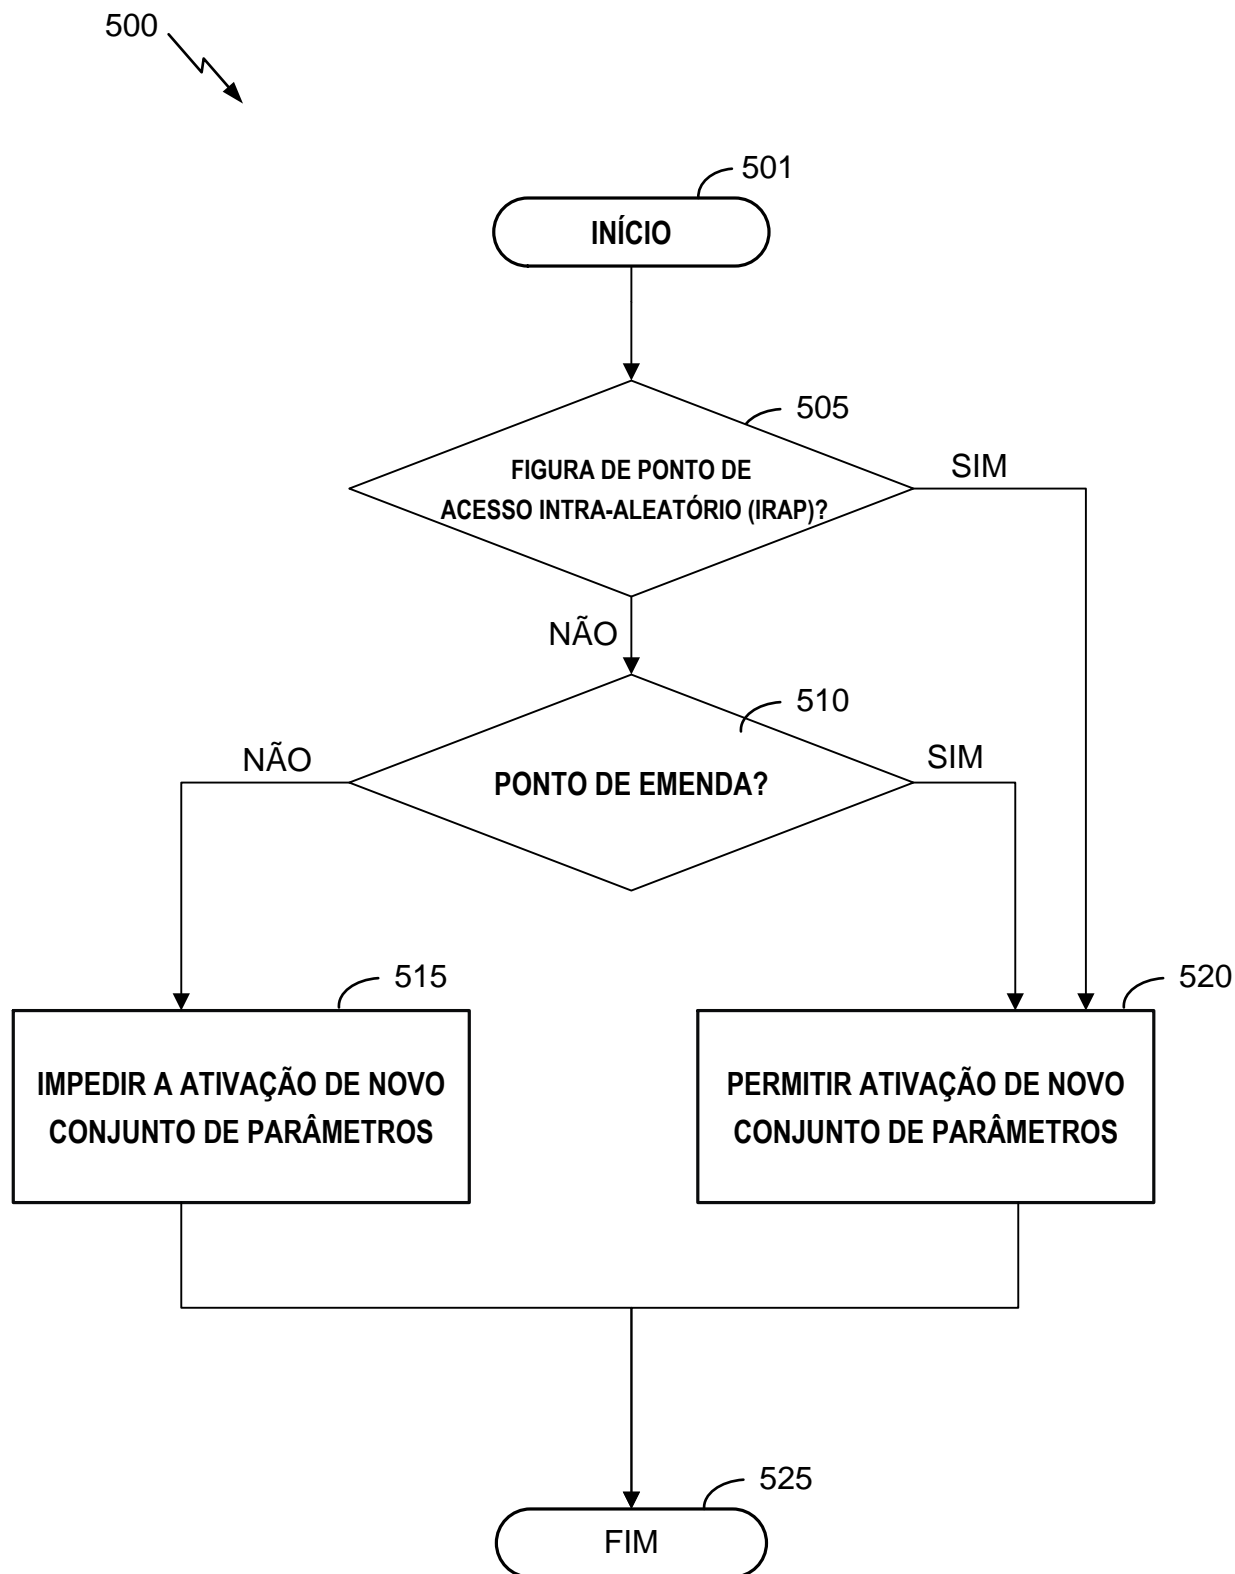 500
501
INÍCIO
505
FIGURA DE PONTO DE
ACESSO INTRA-ALEATÓRIO (IRAP)?
SIM
NÃO
510
PONTO DE EMENDA?
NÃO
SIM
515
520
IMPEDIR A ATIVAÇÃO DE NOVO
CONJUNTO DE PARÂMETROS
PERMITIR ATIVAÇÃO DE NOVO
CONJUNTO DE PARÂMETROS
525
FIM